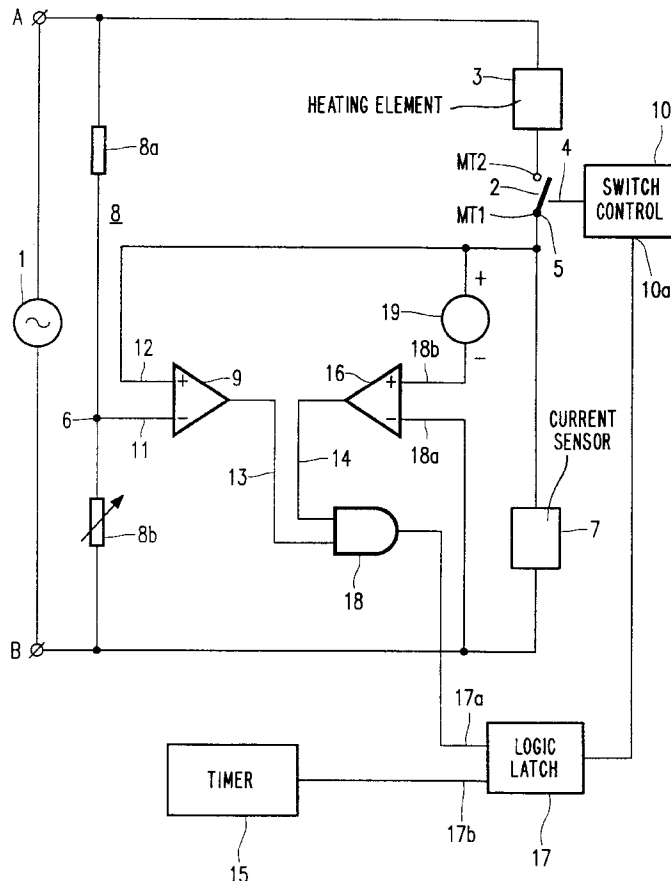 A
3
HEATING ELEMENT
10
8a
MT2
2
4
SWITCH
CONTROL
8
MT1
5
10a
1
+
19
−
12
+
9
16
+
18b
6
−
11
−
18a
CURRENT
SENSOR
13
14
7
8b
18
B
17a
TIMER
LOGIC
LATCH
17b
15
17